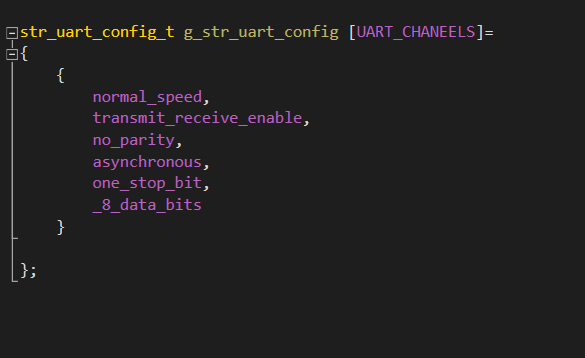 str_uart_config_t g_str_uart_config [UART_CHANEELS]=
{
{
normal_speed,
transmit_receive_enable,
no_parity,
asynchronous,
one_stop_bit,
_8_data_bits
}
};